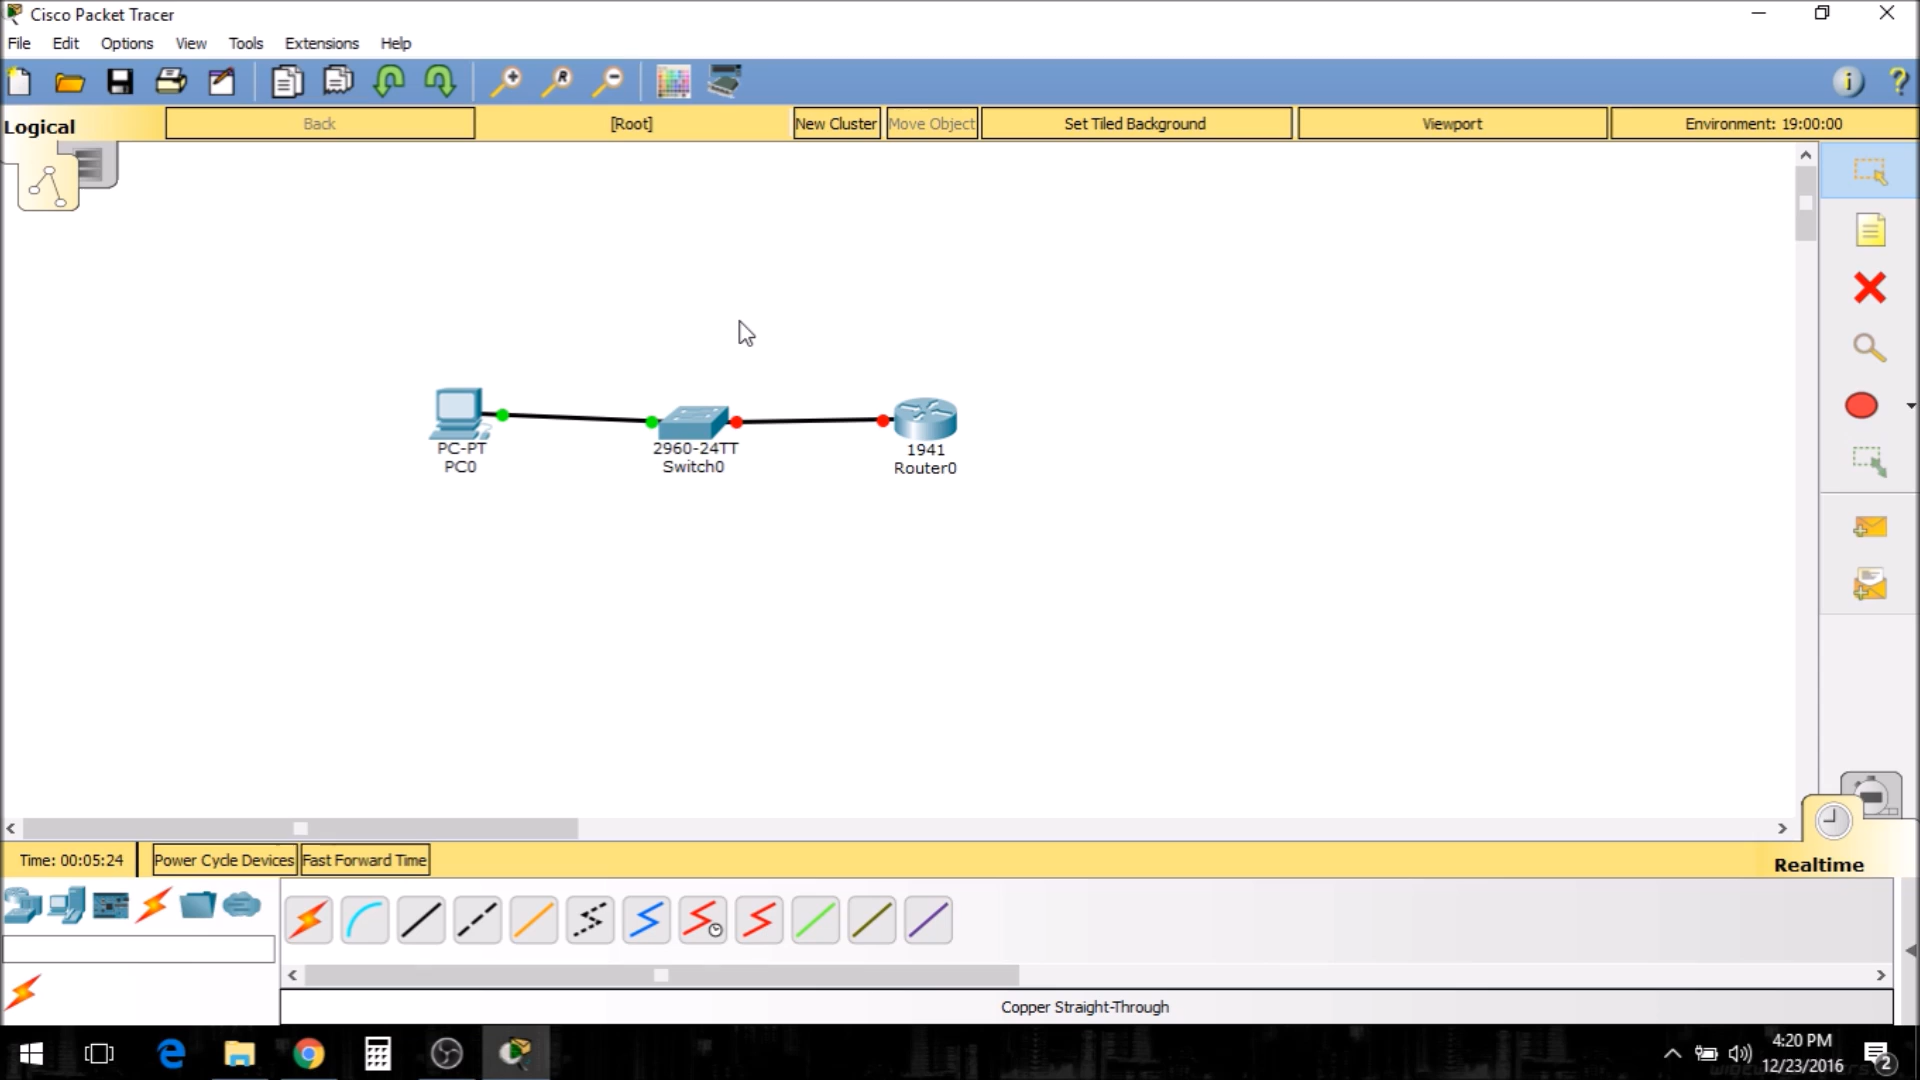 Cisco Packet Tracer
File Edit Options View Tools Extensions Help
Logical Back [Root] New Cluster Move Object Set Tiled Background Viewport Environment: 19:00:00
PC-PT
PC0
2960-24TT
Switch0
1941
Router0
Time: 00:05:24 Power Cycle Devices Fast Forward Time Realtime
Copper Straight-Through
4:20 PM
12/23/2016
2